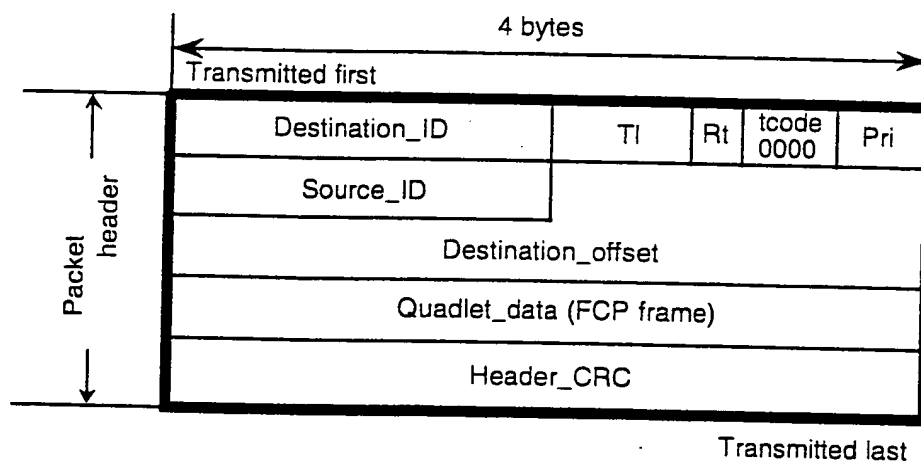 4 bytes
Transmitted first
Destination_ID
Tl
Rt
tcode
0000
Pri
Source_ID
Destination_offset
Quadlet_data (FCP frame)
Header_CRC
Packet
header
Transmitted last